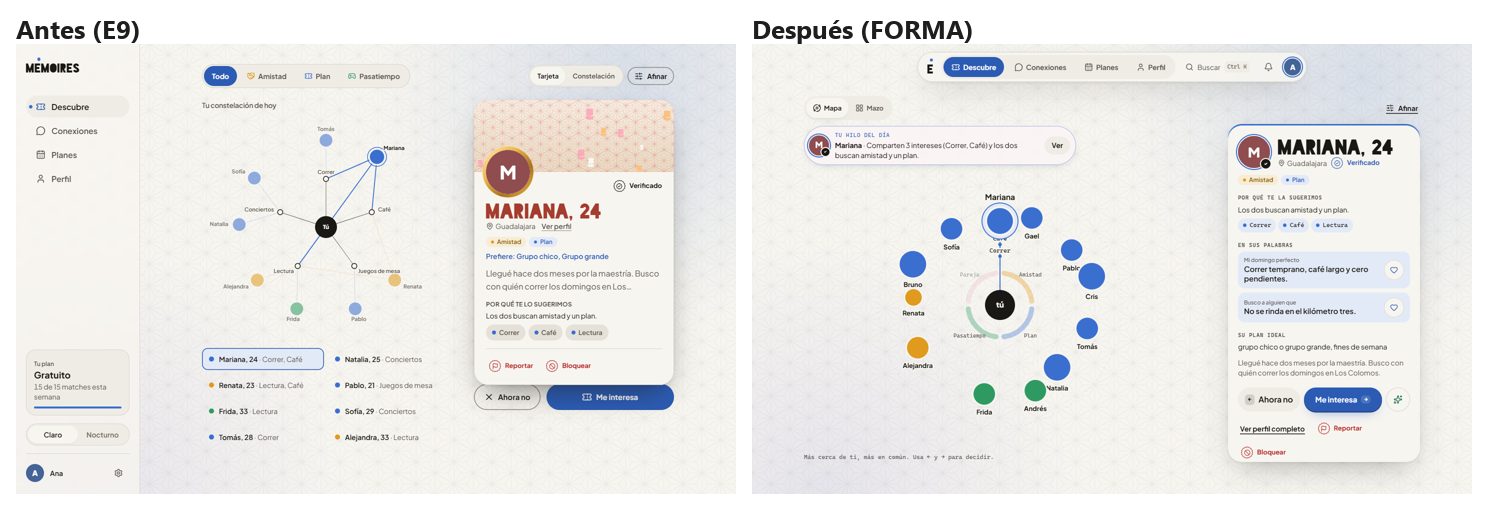 Antes (E9)
MÉMOIRES
Descubre
Conexiones
Planes
Perfil
Tu plan
Gratuito
15 de 15 matches esta
semana
Claro Nocturno
A Ana
Todo Amistad Plan Pasatiempo
Tu constelación de hoy
Tomás
Mariana
Sofía
Correr
Conciertos
Café
Natalia
Tú
Lectura
Juegos de mesa
Alejandra
Renata
Frida
Pablo
Mariana, 24 · Correr, Café
Natalia, 25 · Conciertos
Renata, 23 · Lectura, Café
Pablo, 21 · Juegos de mesa
Frida, 33 · Lectura
Sofía, 29 · Conciertos
Tomás, 28 · Correr
Alejandra, 33 · Lectura
Tarjeta Constelación Afinar
M
Verificado
MARIANA, 24
Guadalajara Ver perfil
Amistad Plan
Prefiere: Grupo chico, Grupo grande
Llegué hace dos meses por la maestría. Busco
con quién correr los domingos en Los...
POR QUÉ TE LO SUGERIMOS
Los dos buscan amistad y un plan.
Correr Café Lectura
Reportar Bloquear
Ahora no Me interesa
Después (FORMA)
É Descubre Conexiones Planes Perfil Buscar Ctrl K A
Mapa Mazo
Afinar
M
TU HILO DEL DÍA
Mariana · Comparten 3 intereses (Correr, Café) y los dos
buscan amistad y un plan.
Ver
Mariana
Gael
Sofía
Correr
Pablo
Pareja
Amistad
Bruno
Cris
Renata
tú
Pasatiempo
Plan
Tomás
Alejandra
Natalia
Frida
Andrés
Más cerca de ti, más en común. Usa ← y → para decidir.
M
MARIANA, 24
Guadalajara Verificado
Amistad Plan
POR QUÉ TE LA SUGERIMOS
Los dos buscan amistad y un plan.
Correr Café Lectura
EN SUS PALABRAS
Mi domingo perfecto
Correr temprano, café largo y cero
pendientes.
Busco a alguien que
No se rinda en el kilómetro tres.
SU PLAN IDEAL
grupo chico o grupo grande, fines de semana
Llegué hace dos meses por la maestría. Busco con
quién correr los domingos en Los Colomos.
Ahora no Me interesa
Ver perfil completo Reportar
Bloquear